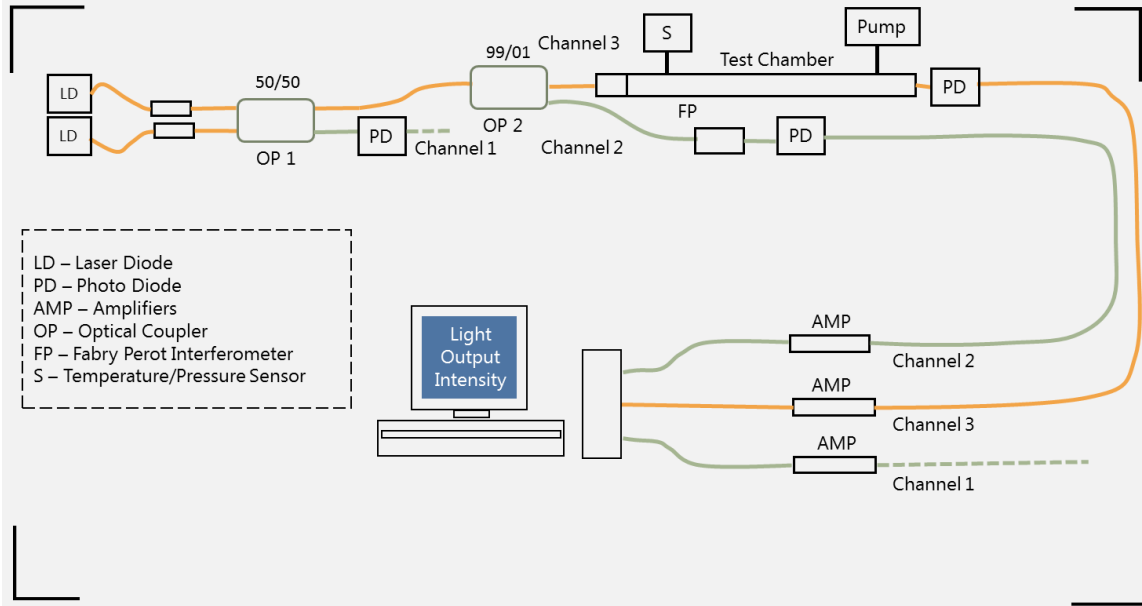 50/50
99/01
Channel 3
S
Pump
Test Chamber
LD
LD
PD
PD
PD
OP 1
Channel 1
OP 2
Channel 2
FP
LD – Laser Diode
PD – Photo Diode
AMP – Amplifiers
OP – Optical Coupler
FP – Fabry Perot Interferometer
S – Temperature/Pressure Sensor
Light
Output
Intensity
AMP
Channel 2
AMP
Channel 3
AMP
Channel 1